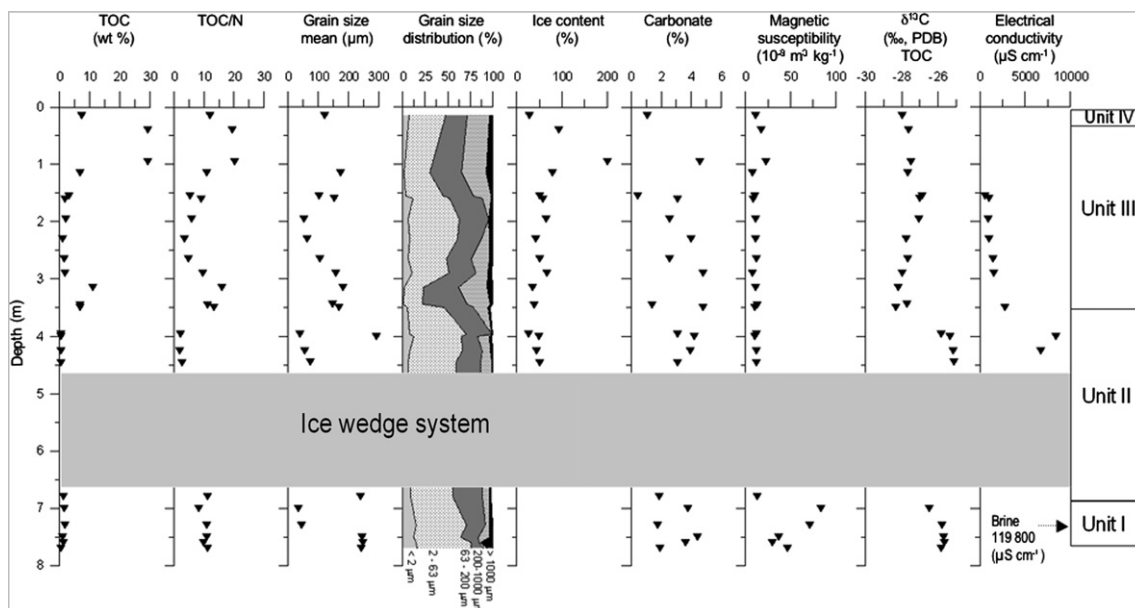 TOC
(wt %)
TOC/N
Grain size
mean (µm)
Grain size
distribution (%)
Ice content
(%)
Carbonate
(%)
Magnetic
susceptibility
(10⁻⁸ m³ kg⁻¹)
δ¹³C
(‰, PDB)
TOC
Electrical
conductivity
(µS cm⁻¹)
0 10 20 30
0 10 20 30
0 100 200 300
0 25 50 75 100
0 100 200
0 2 4 6
0 50 100
-30 -28 -26
0 5000 10000
Depth (m)
0
1
2
3
4
5
6
7
8
Unit IV
Unit III
Unit II
Unit I
Ice wedge system
Brine
119 800
(µS cm⁻¹)
< 2 µm
2 - 63 µm
63 - 200 µm
200-1000 µm
> 1000 µm